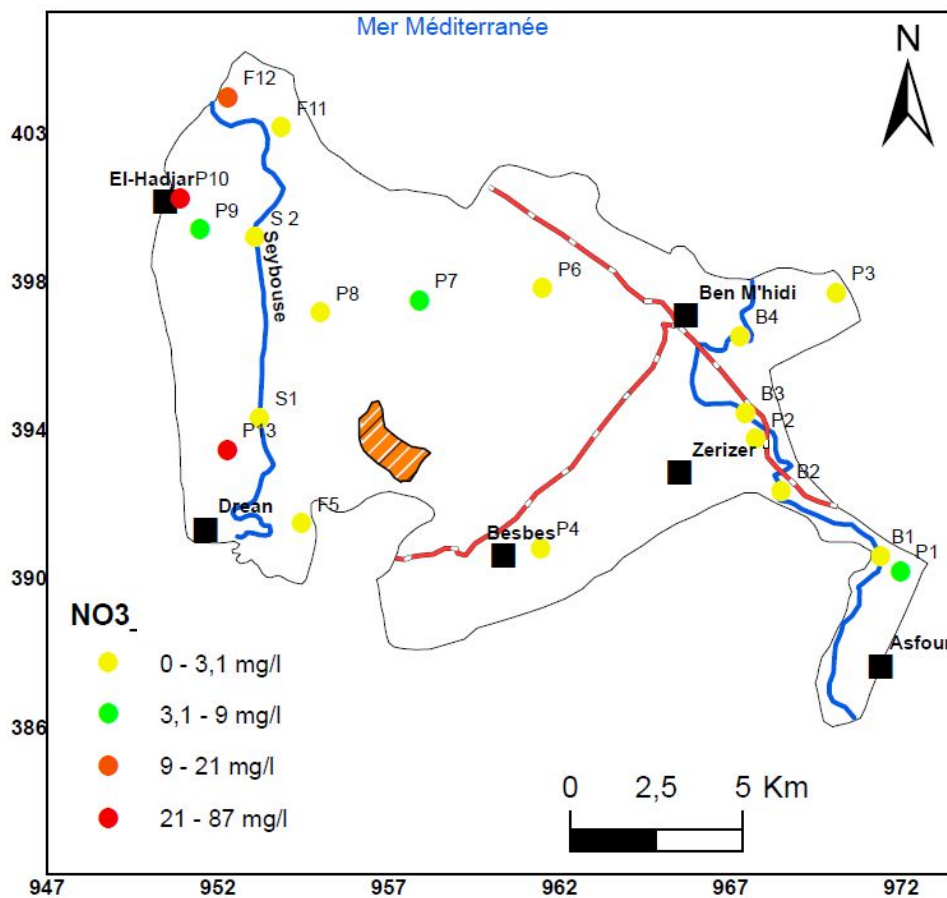 Mer Méditerranée
N
F12
F11
403
El-Hadjar P10
P9
S 2
Seybouse
398
P8
P7
P6
Ben M'hidi
P3
B4
S1
394
P13
B3
P2
Zerizer
B2
Drean
F5
Besbes
P4
B1
P1
390
NO3_
Asfour
0 - 3,1 mg/l
3,1 - 9 mg/l
386
9 - 21 mg/l
0 2,5 5 Km
21 - 87 mg/l
947 952 957 962 967 972